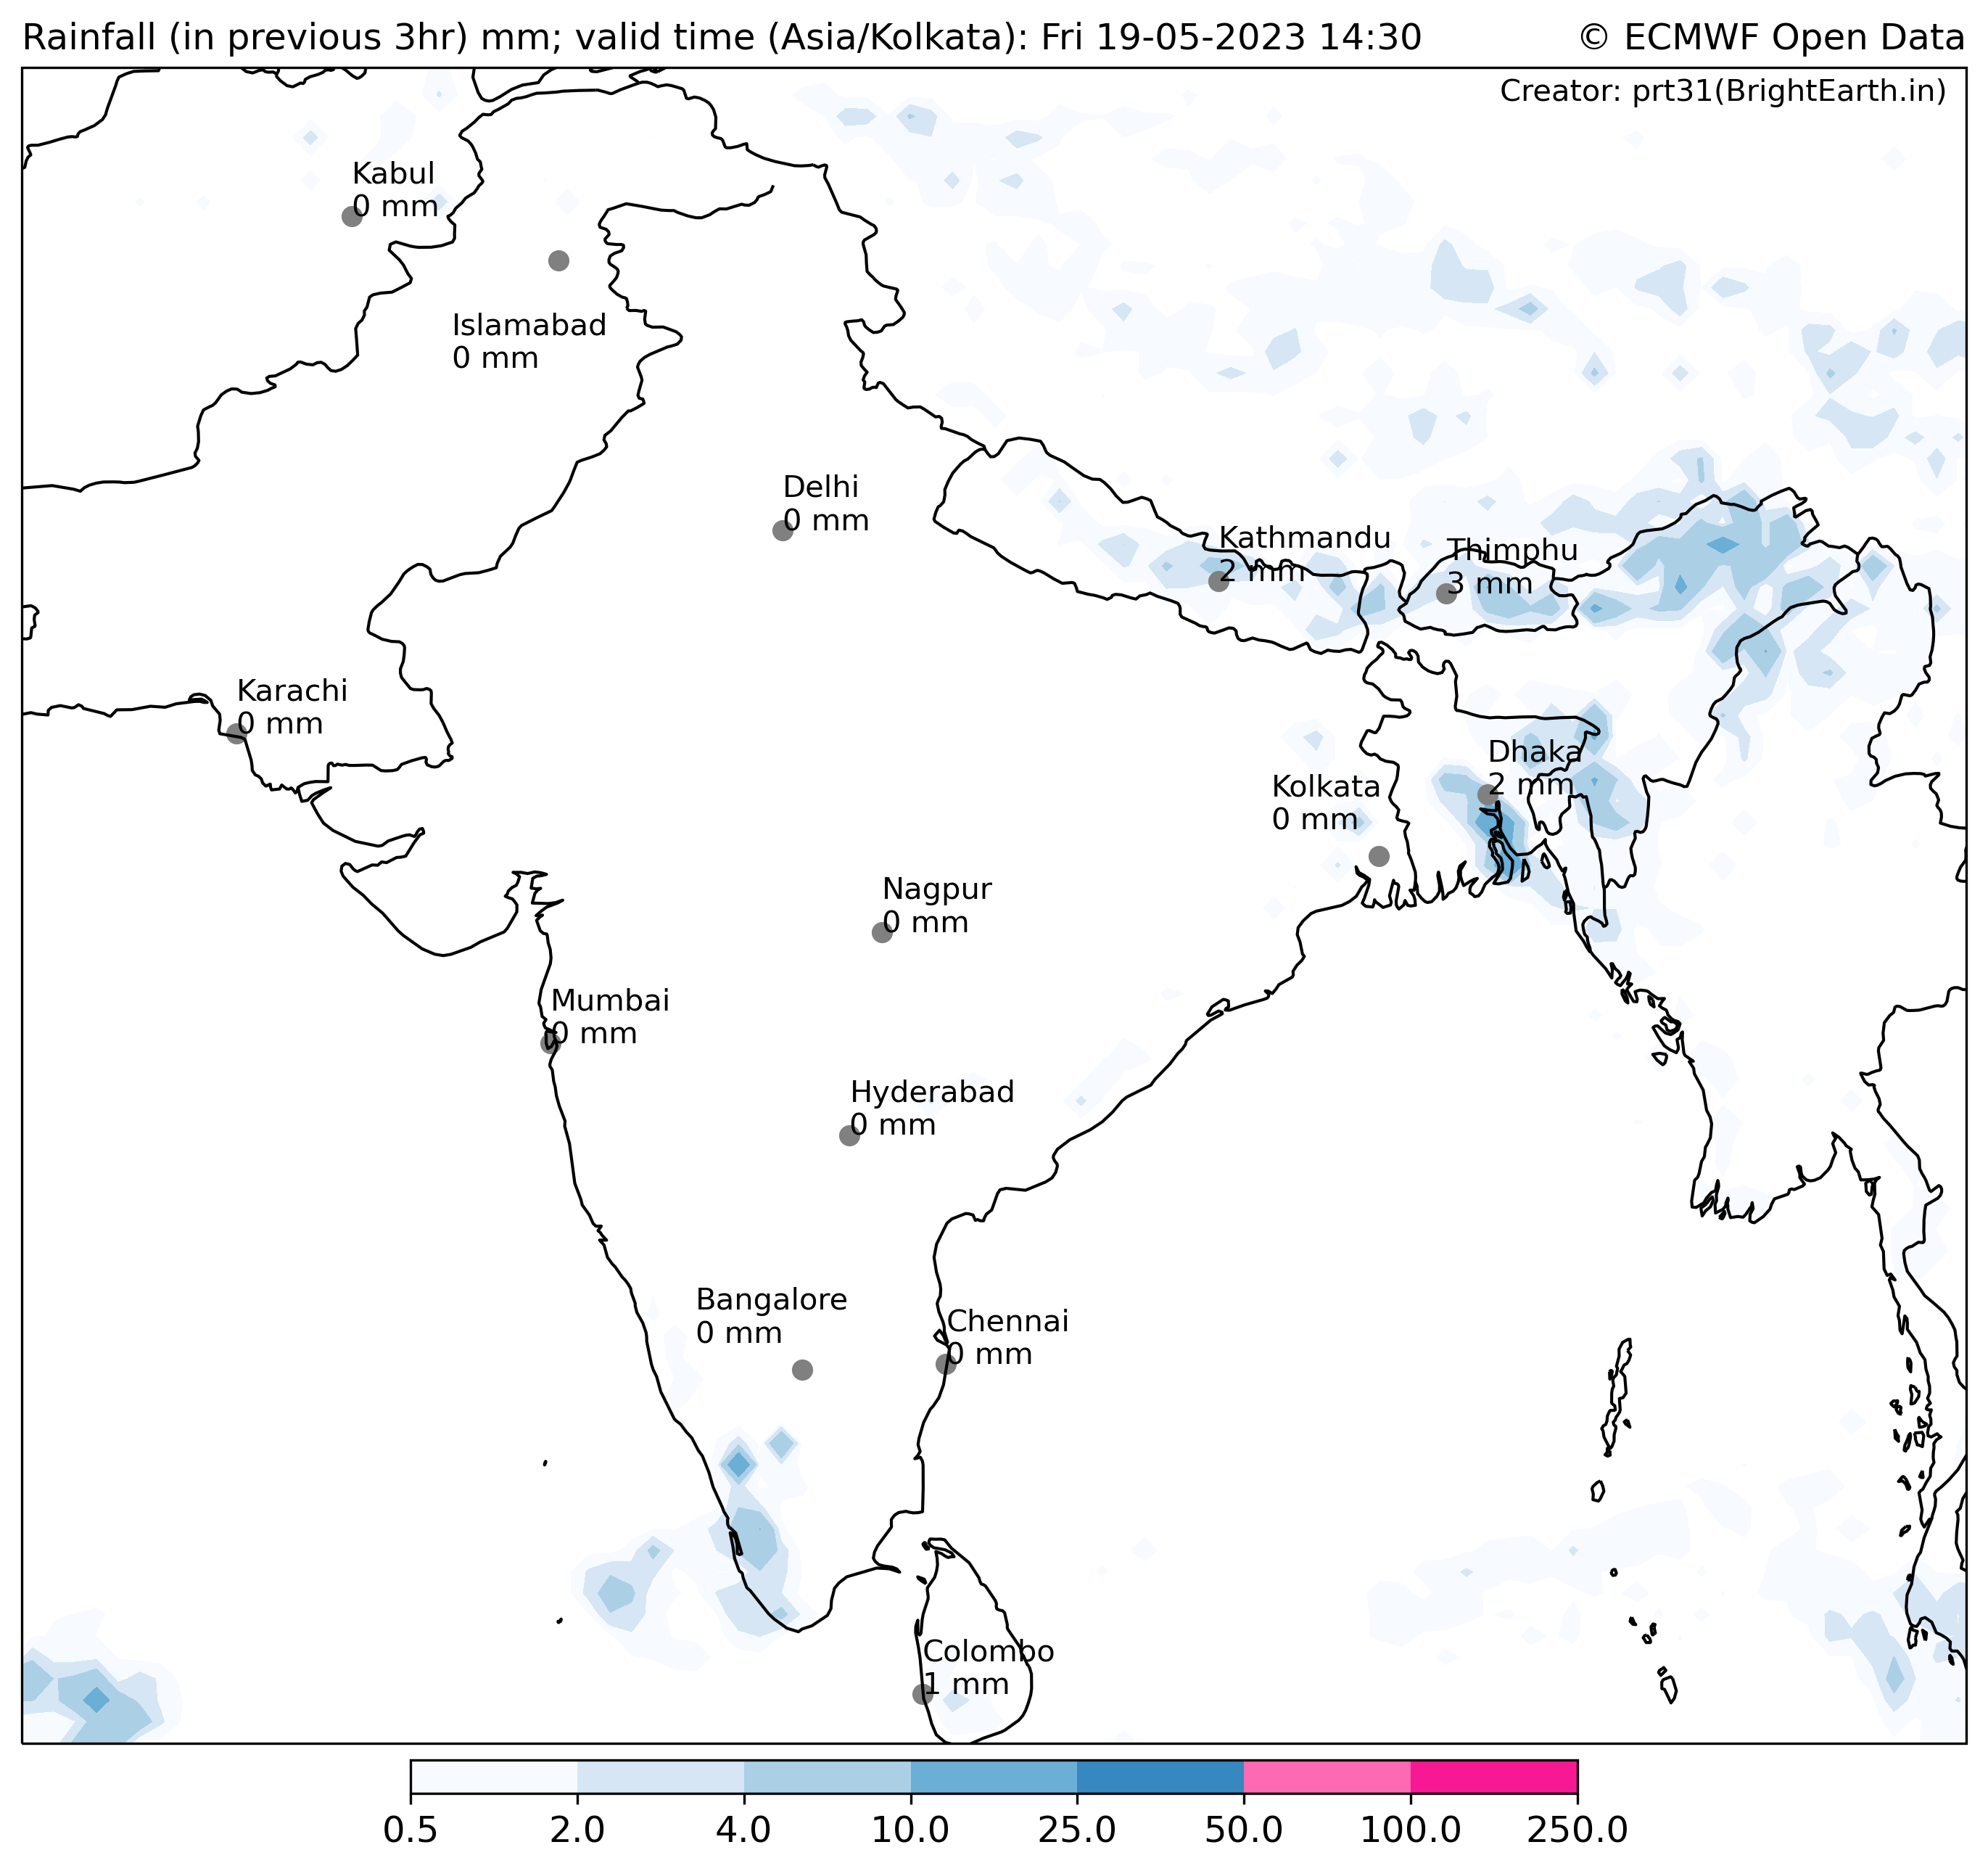 Rainfall (in previous 3hr) mm; valid time (Asia/Kolkata): Fri 19-05-2023 14:30
© ECMWF Open Data
Creator: prt31(BrightEarth.in)
Kabul
0 mm
Islamabad
0 mm
Delhi
0 mm
Kathmandu
2 mm
Thimphu
3 mm
Karachi
0 mm
Dhaka
2 mm
Kolkata
0 mm
Nagpur
0 mm
Mumbai
0 mm
Hyderabad
0 mm
Bangalore
0 mm
Chennai
0 mm
Colombo
1 mm
0.5 2.0 4.0 10.0 25.0 50.0 100.0 250.0